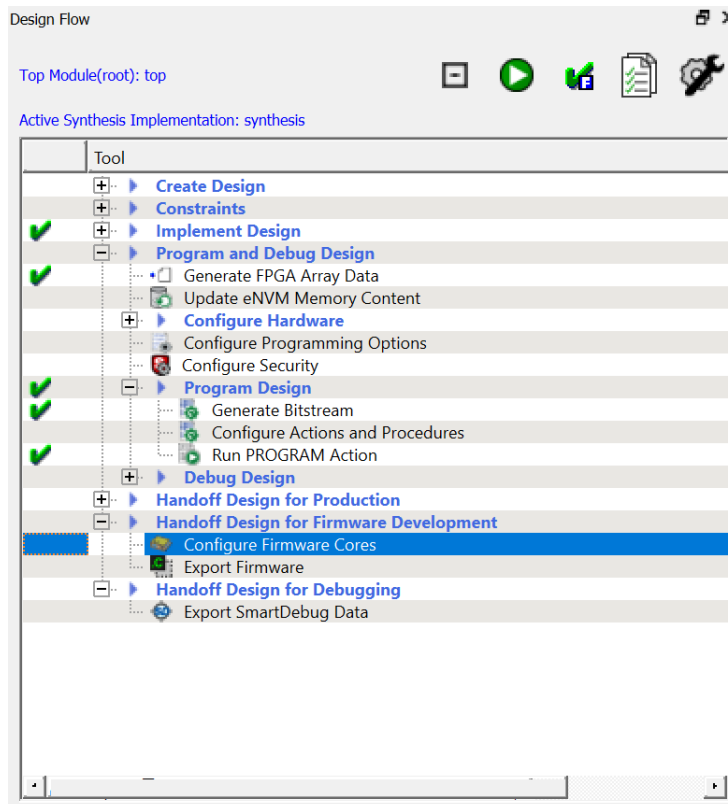 Design Flow
Top Module(root): top
Active Synthesis Implementation: synthesis
Tool
Create Design
Constraints
Implement Design
Program and Debug Design
Generate FPGA Array Data
Update eNVM Memory Content
Configure Hardware
Configure Programming Options
Configure Security
Program Design
Generate Bitstream
Configure Actions and Procedures
Run PROGRAM Action
Debug Design
Handoff Design for Production
Handoff Design for Firmware Development
Configure Firmware Cores
Export Firmware
Handoff Design for Debugging
Export SmartDebug Data